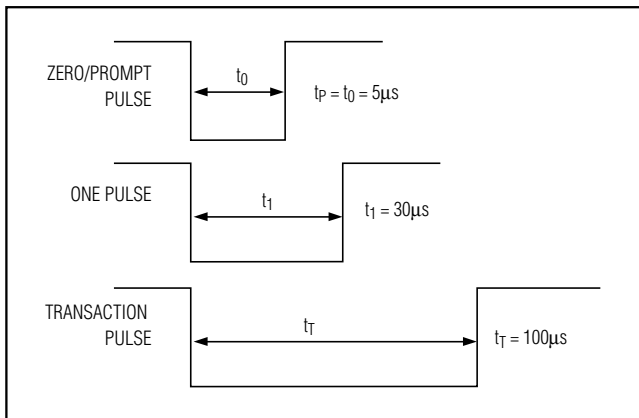 ZERO/PROMPT
PULSE
t0
tP = t0 = 5μs
ONE PULSE
t1
t1 = 30μs
TRANSACTION
PULSE
tT
tT = 100μs